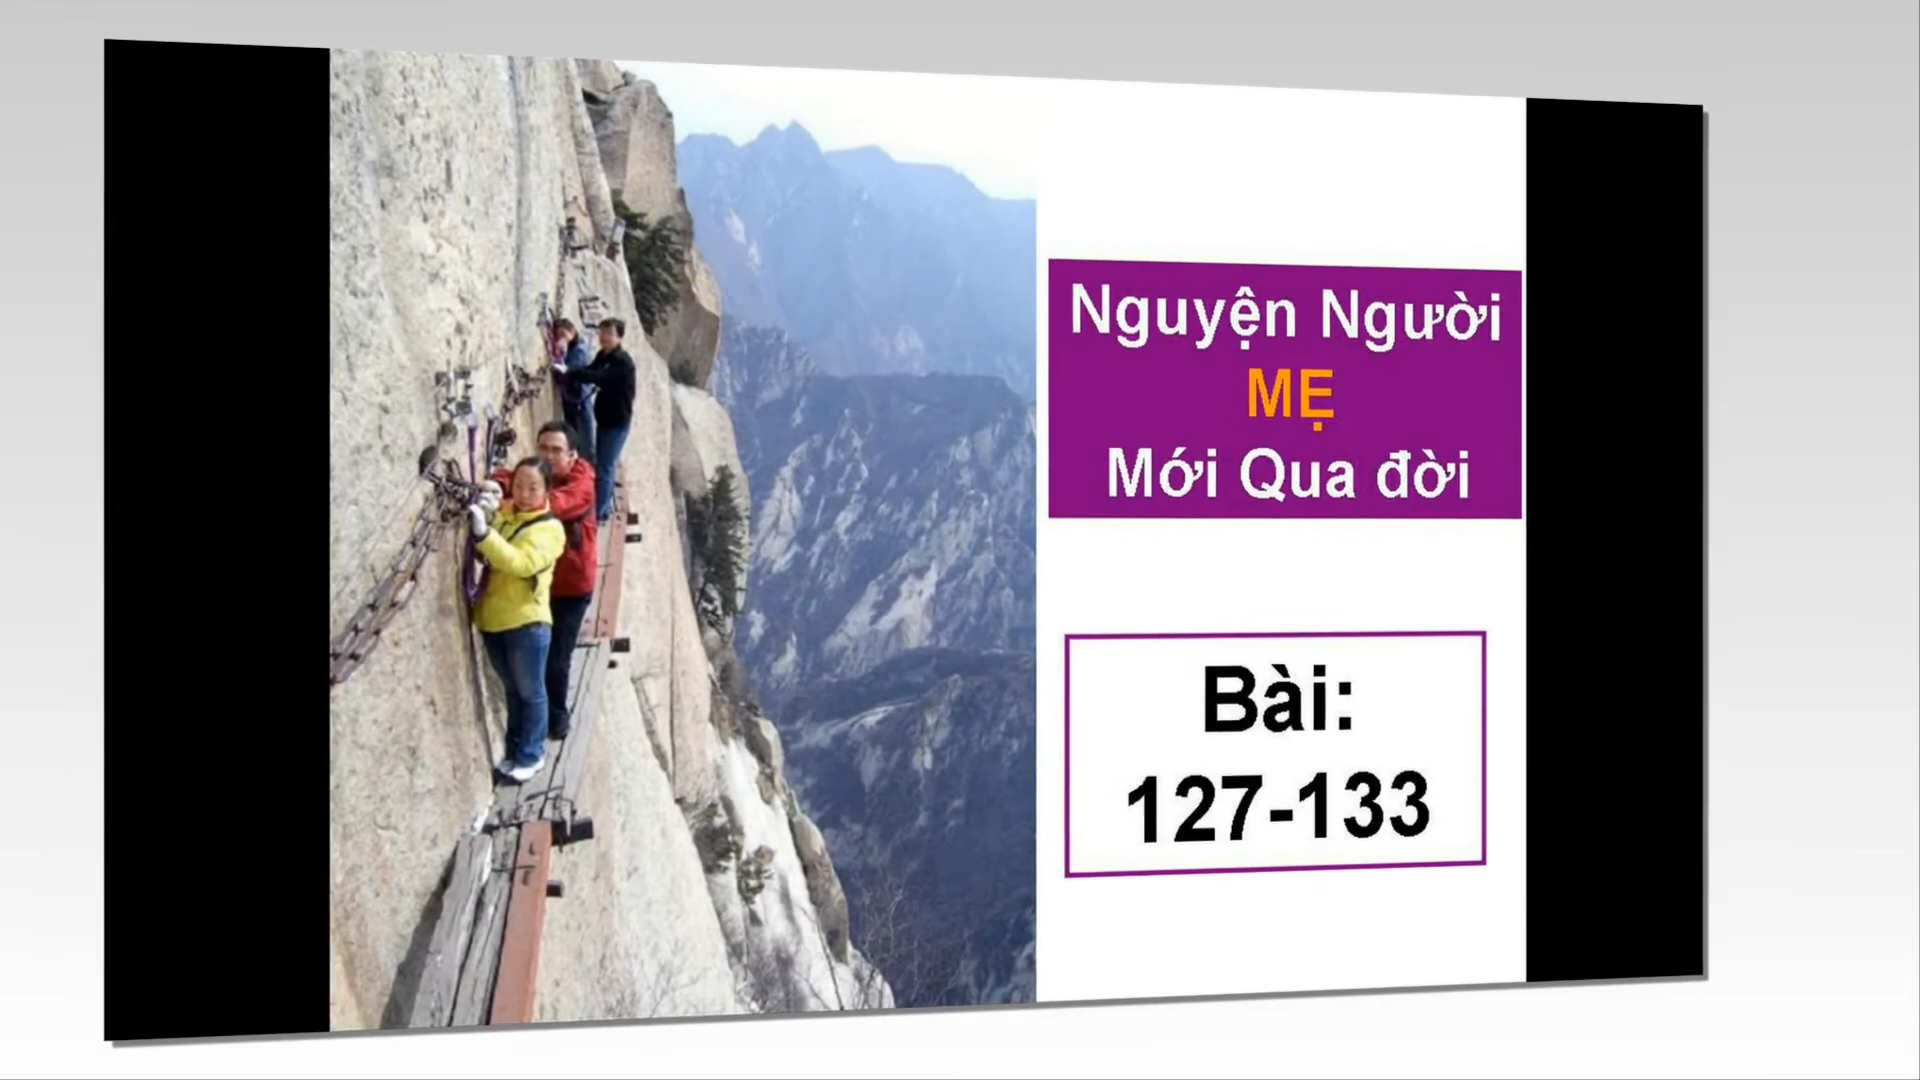 Nguyện Người
MẸ
Mới Qua đời
Bài:
127-133